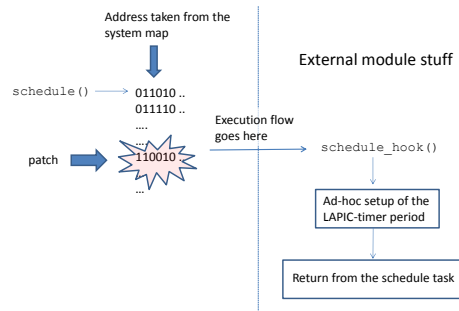 Address taken from the
system map
External module stuff
schedule()
011010 ..
011110 ..
....
....
Execution flow
goes here
patch
110010 .
schedule_hook()
...
Ad-hoc setup of the
LAPIC-timer period
Return from the schedule task